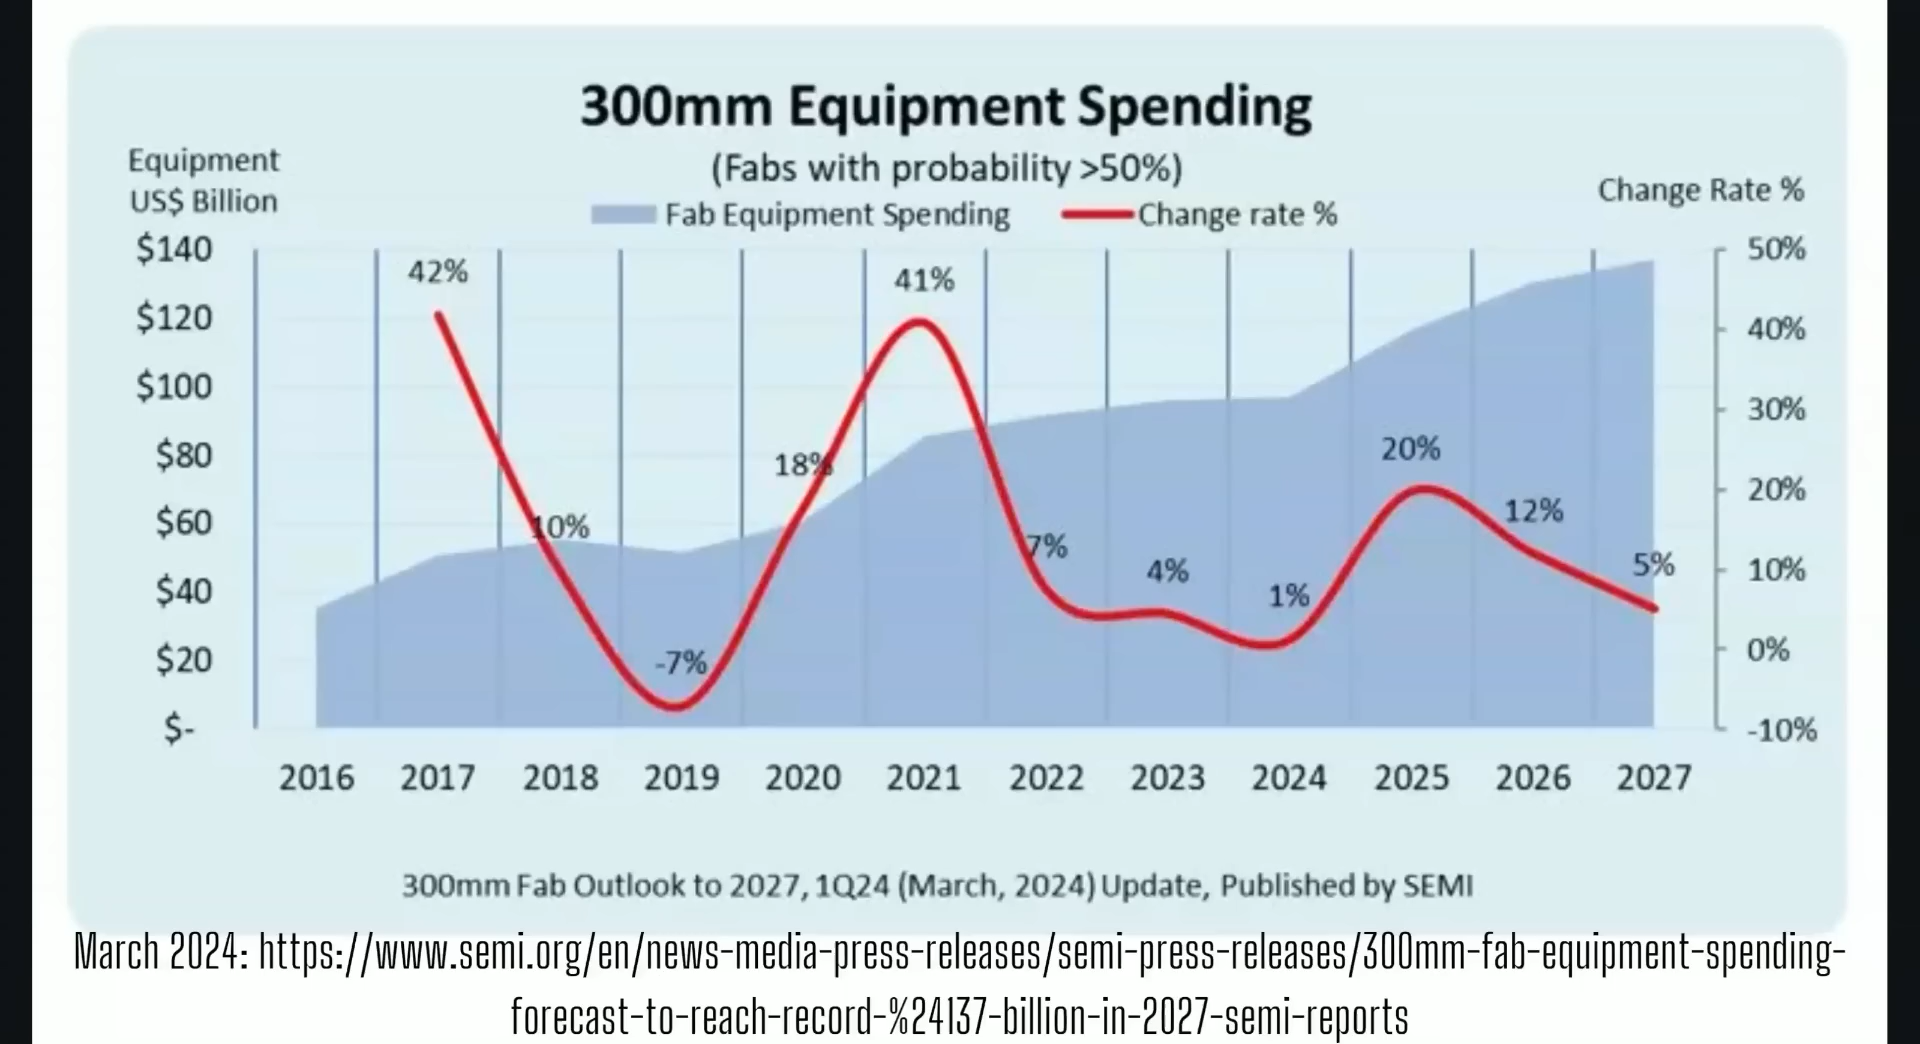 300mm Equipment Spending
(Fabs with probability >50%)
Equipment
US$ Billion
Change Rate %
Fab Equipment Spending
Change rate %
$140
$120
$100
$80
$60
$40
$20
$-
42%
10%
-7%
18%
41%
7%
4%
1%
20%
12%
5%
50%
40%
30%
20%
10%
0%
-10%
2016 2017 2018 2019 2020 2021 2022 2023 2024 2025 2026 2027
300mm Fab Outlook to 2027, 1Q24 (March, 2024) Update, Published by SEMI
March 2024: https://www.semi.org/en/news-media-press-releases/semi-press-releases/300mm-fab-equipment-spending-
forecast-to-reach-record-%24137-billion-in-2027-semi-reports